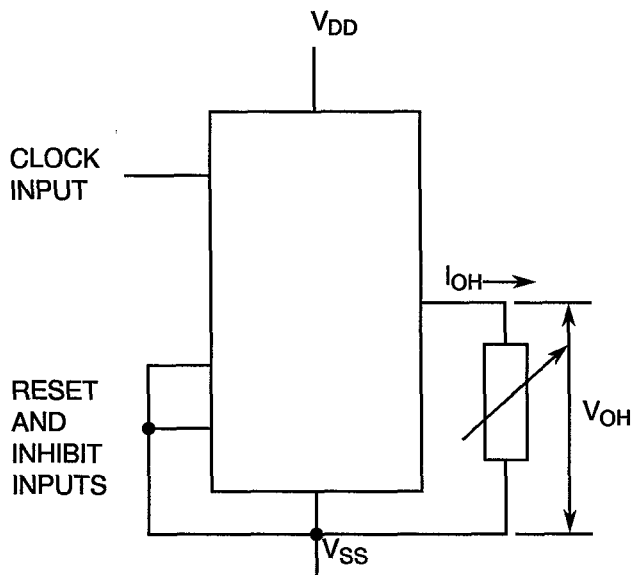 VDD
CLOCK
INPUT
IOH
RESET
AND
INHIBIT
INPUTS
VOH
VSS